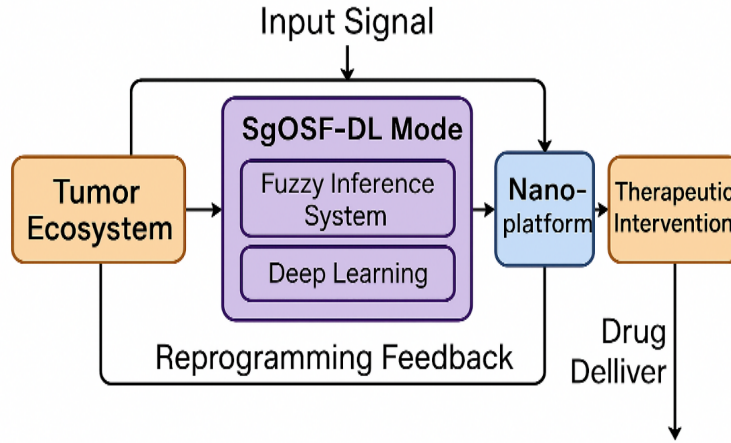 Input Signal
SgOSF-DL Mode
Tumor
Ecosystem
Fuzzy Inference
System
Deep Learning
Nano-
platform
Therapeutic
Intervention
Reprogramming Feedback
Drug
Delliver